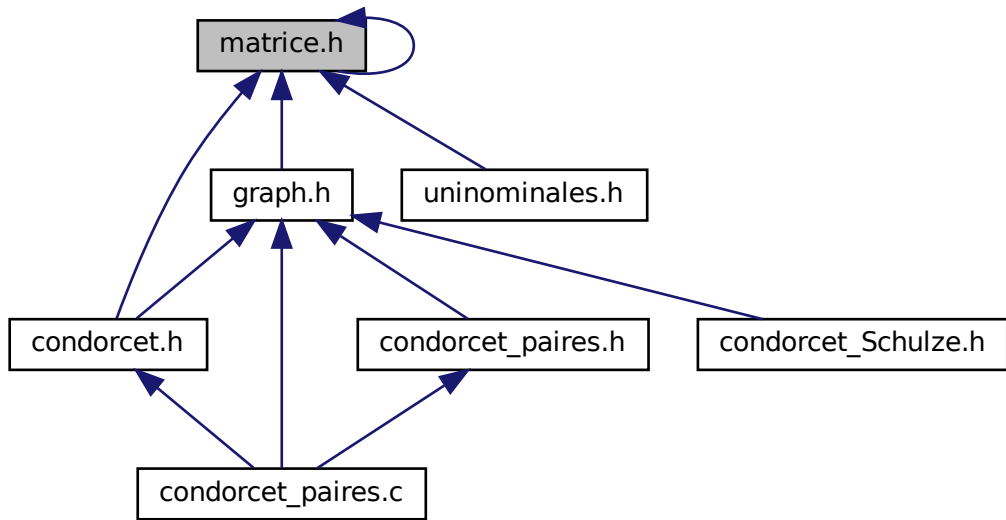 matrice.h
graph.h
uninominales.h
condorcet.h
condorcet_paires.h
condorcet_Schulze.h
condorcet_paires.c